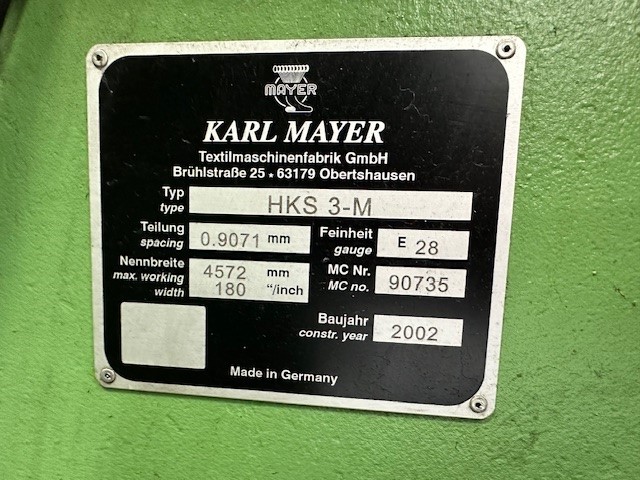 MAYER
KARL MAYER
Textilmaschinenfabrik GmbH
Brühlstraße 25 * 63179 Obertshausen
Typ
type
HKS 3-M
Teilung
spacing
0.9071 mm
Feinheit
gauge
E 28
Nennbreite
max. working
width
4572 mm
180 "/inch
MC Nr.
MC no.
90735
Baujahr
constr. year
2002
Made in Germany